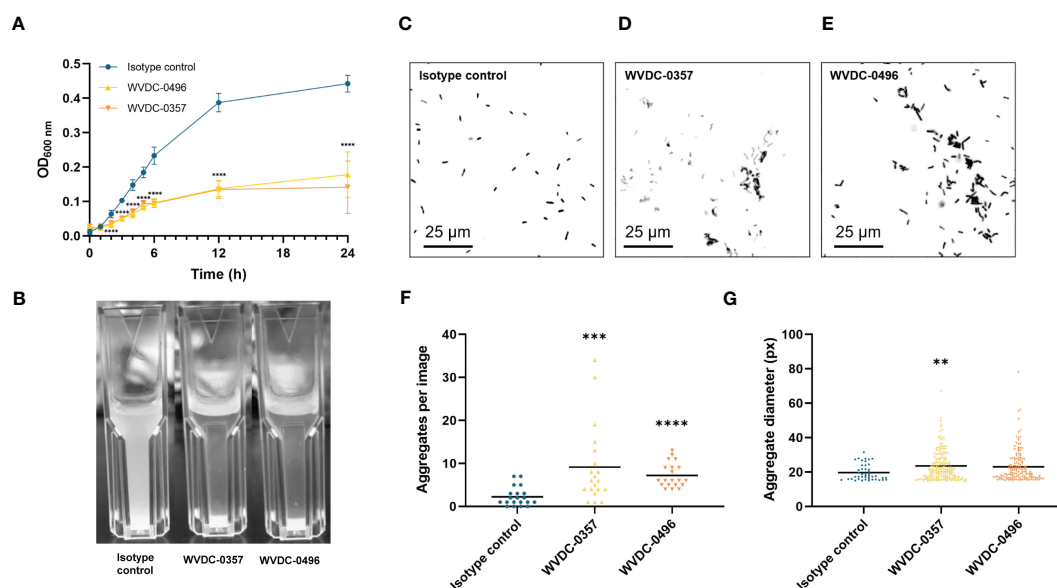 A
0.5
0.4
0.3
0.2
0.1
0.0
OD600 nm
Isotype control
WVDC-0496
WVDC-0357
****
****
****
****
****
****
****
0
6
12
18
24
Time (h)
B
Isotype
control
WVDC-0357
WVDC-0496
C
Isotype control
25 µm
D
WVDC-0357
25 µm
E
WVDC-0496
25 µm
F
40
30
20
10
0
Aggregates per image
***
****
Isotype control
WVDC-0357
WVDC-0496
G
100
80
60
40
20
0
Aggregate diameter (px)
**
Isotype control
WVDC-0357
WVDC-0496